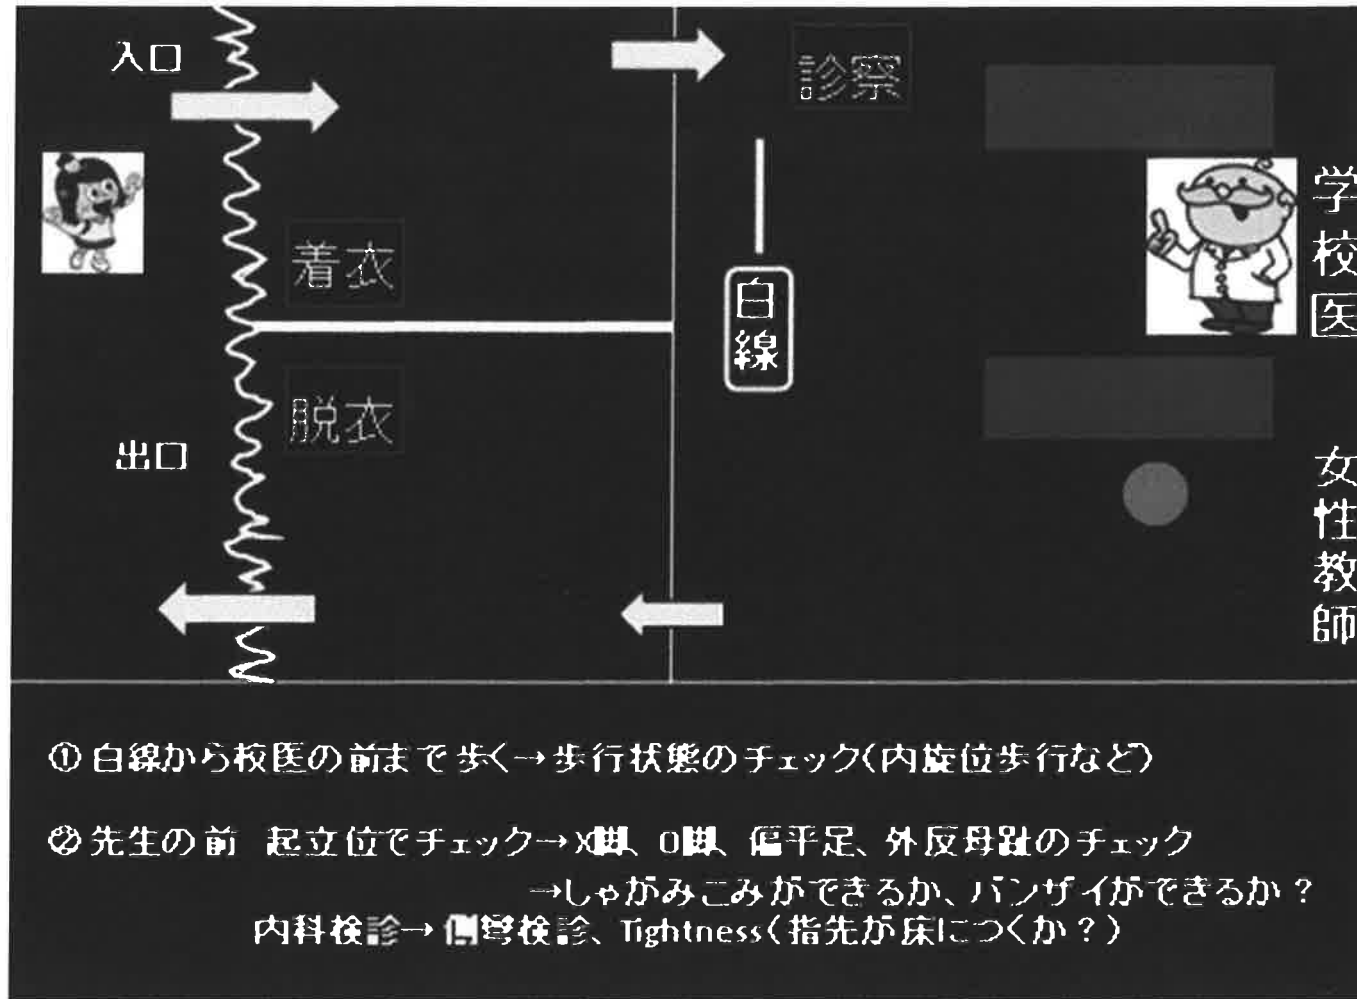 入口
診察
学校医
着衣
白線
脱衣
出口
女性教師
①白線から校医の前まで歩く→歩行状態のチェック(内旋位歩行など)
②先生の前 起立位でチェック→X脚、O脚、偏平足、外反母趾のチェック
→しゃがみこみができるか、バンザイができるか?
内科検診→側弯検診、Tightness(指先が床につくか?)